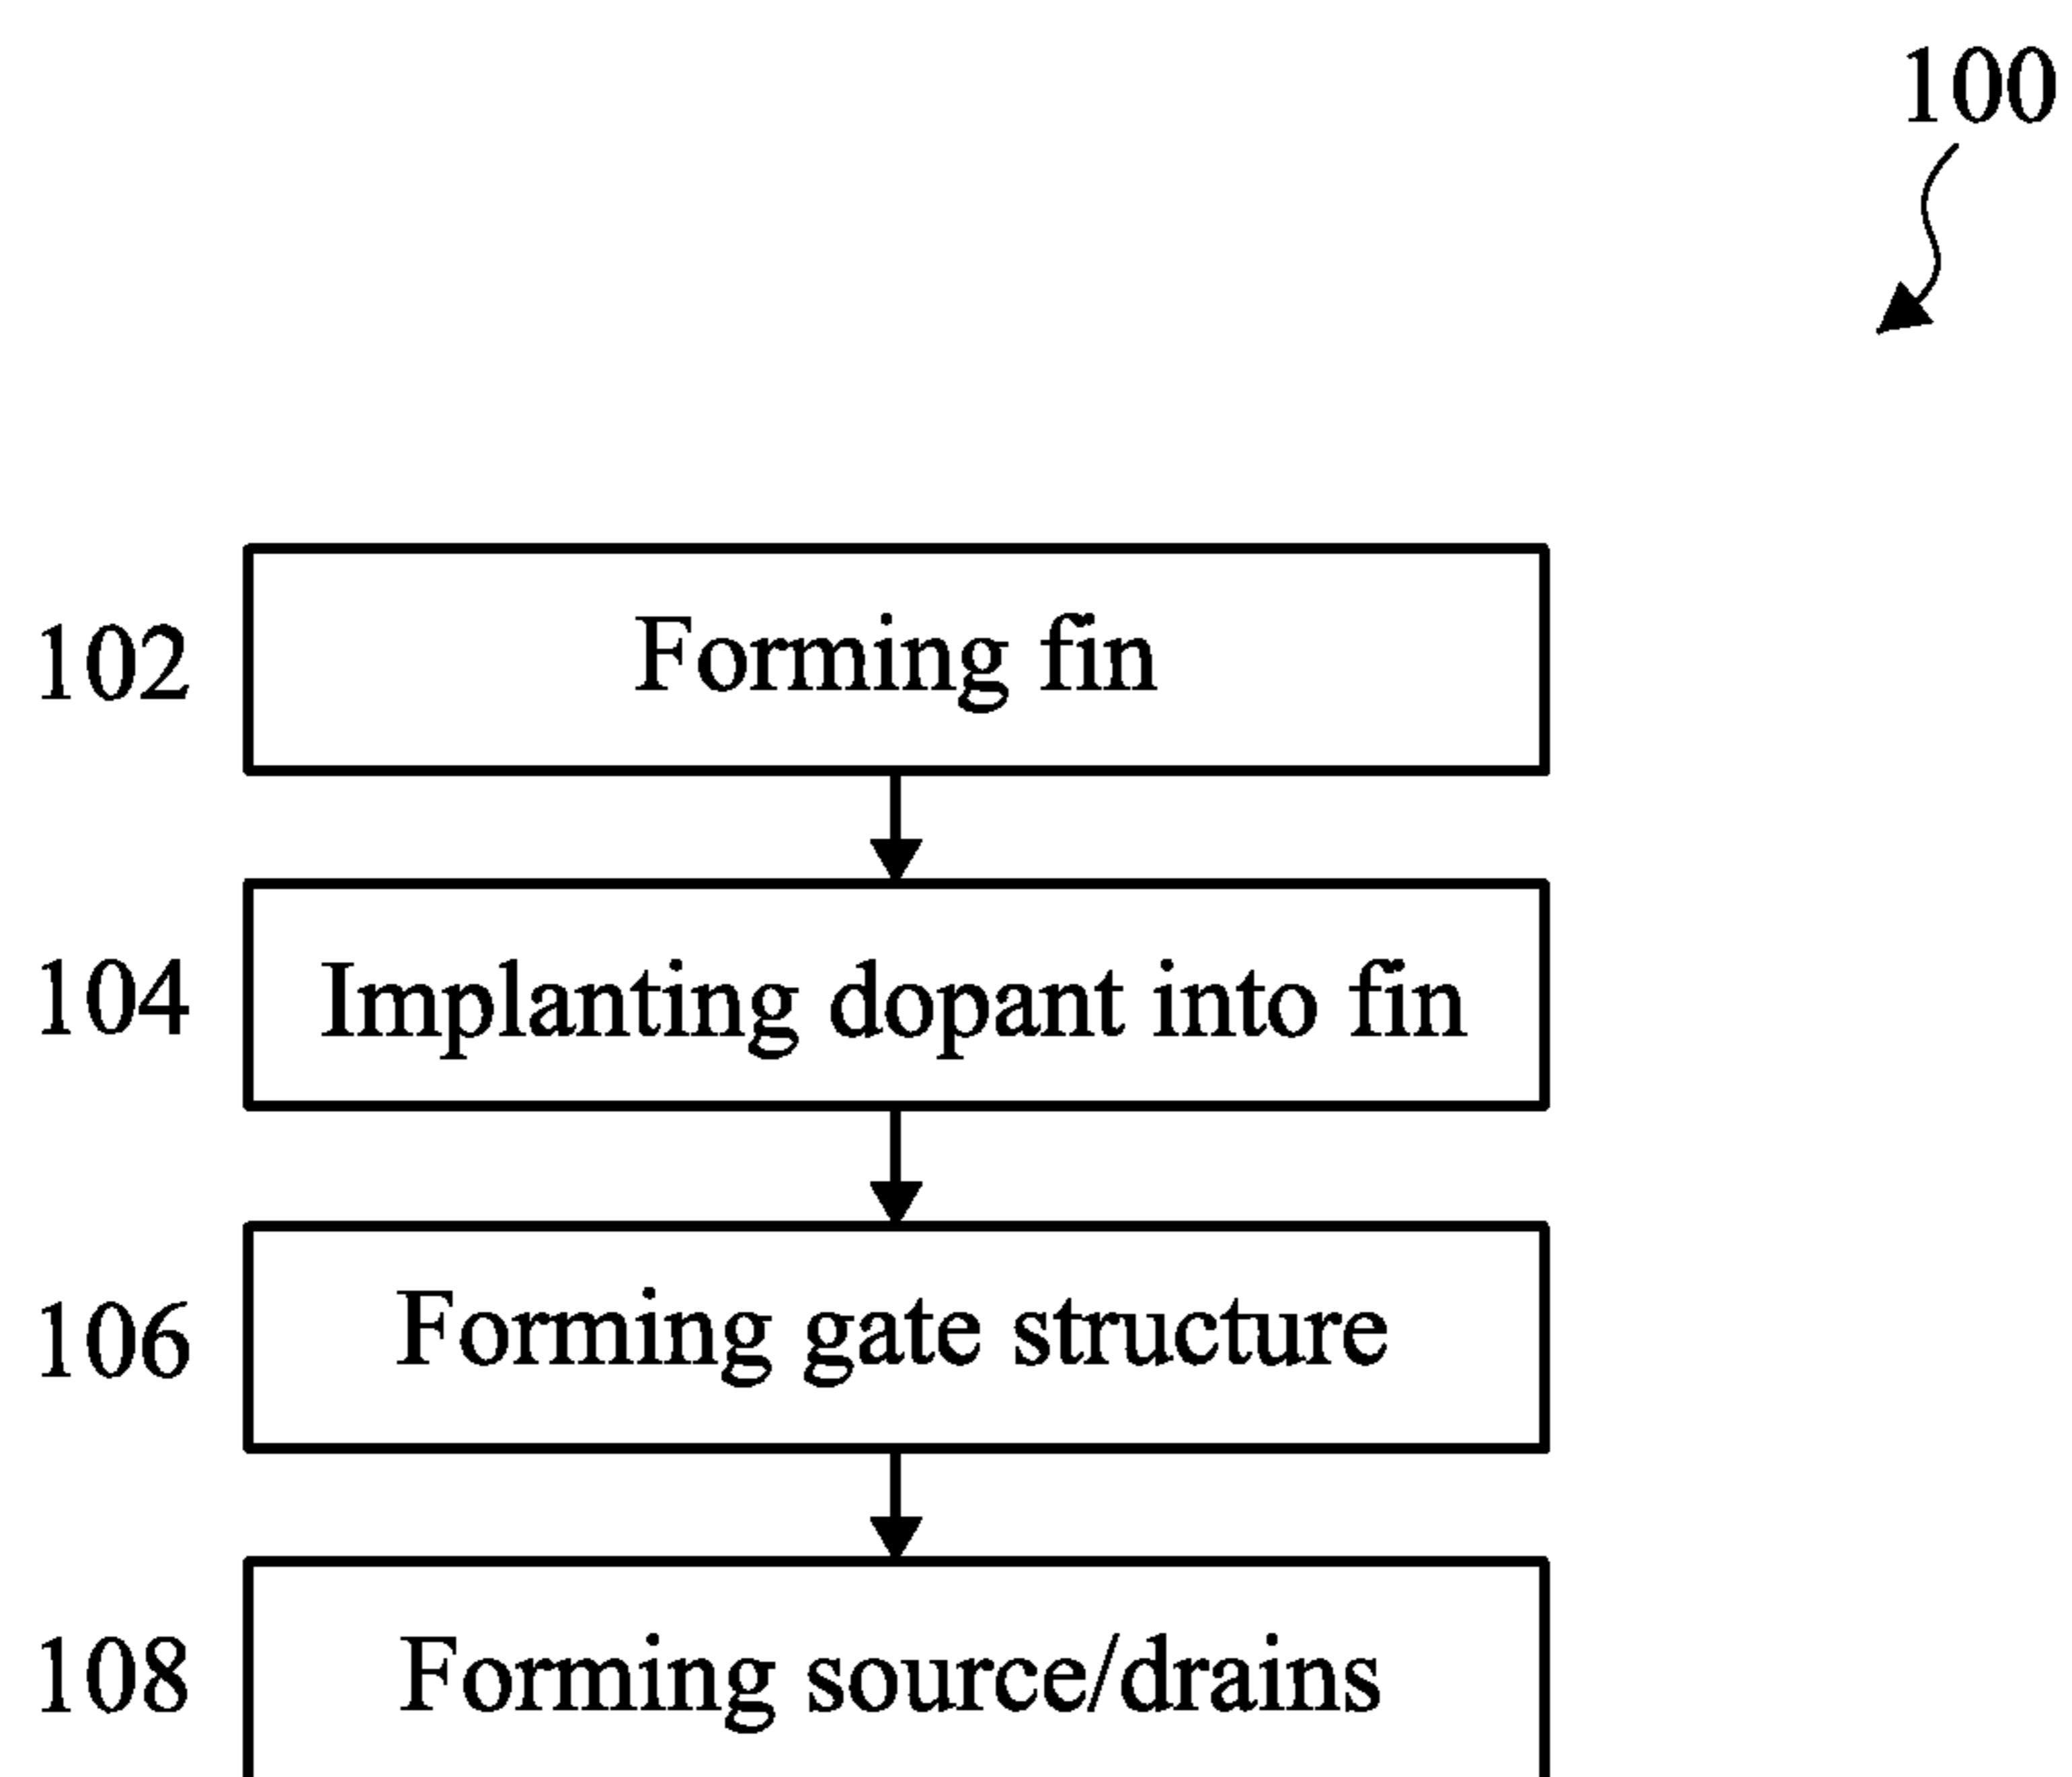 100
102
Forming fin
104
Implanting dopant into fin
106
Forming gate structure
108
Forming source/drains